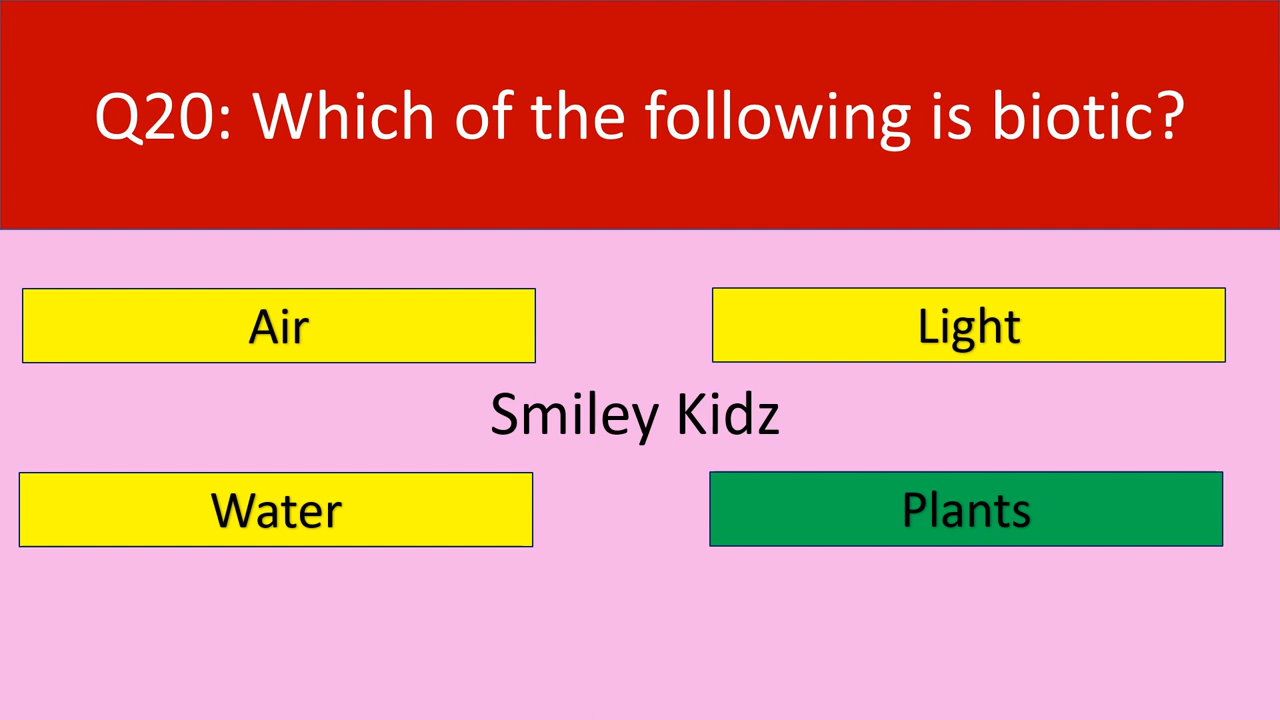 Q20: Which of the following is biotic?
Air
Light
Smiley Kidz
Water
Plants